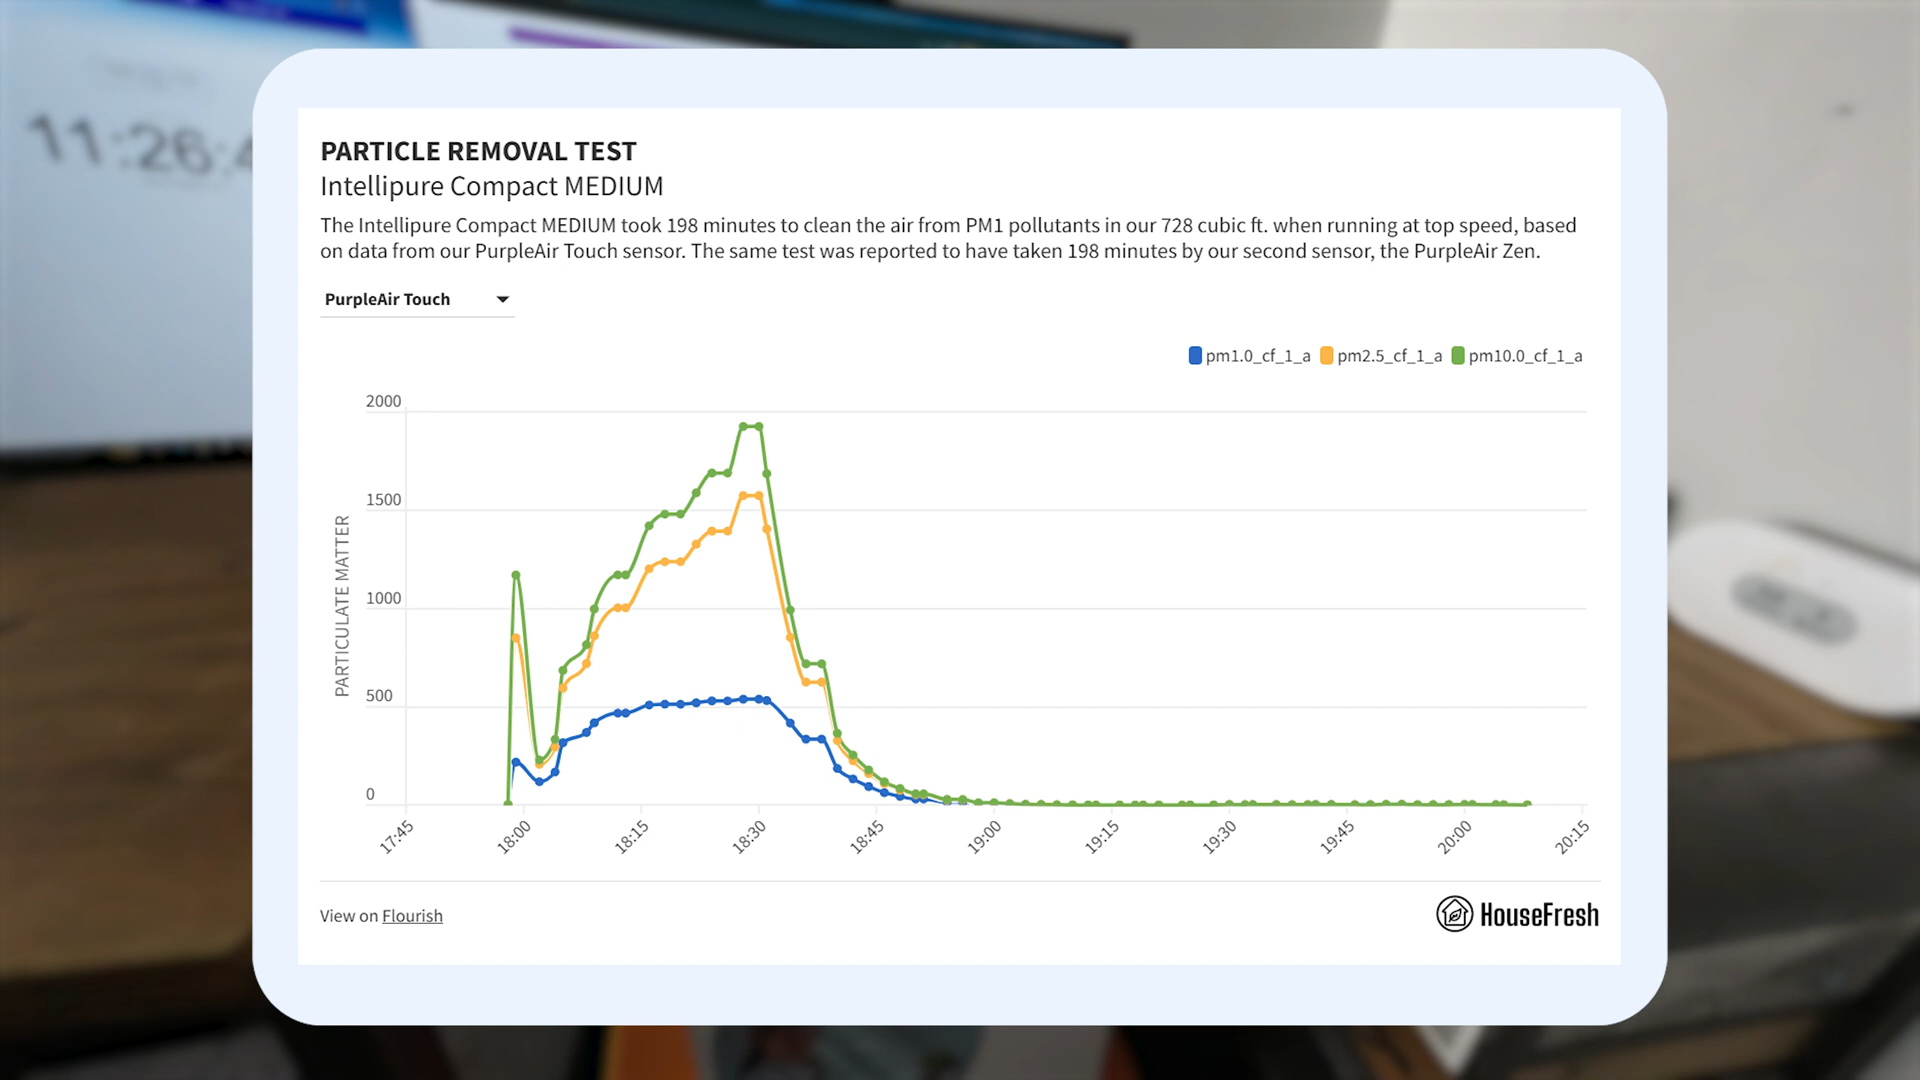 11:26:4
PARTICLE REMOVAL TEST
Intellipure Compact MEDIUM
The Intellipure Compact MEDIUM took 198 minutes to clean the air from PM1 pollutants in our 728 cubic ft. when running at top speed, based
on data from our PurpleAir Touch sensor. The same test was reported to have taken 198 minutes by our second sensor, the PurpleAir Zen.
PurpleAir Touch
pm1.0_cf_1_a pm2.5_cf_1_a pm10.0_cf_1_a
PARTICULATE MATTER
2000
1500
1000
500
0
17:45 18:00 18:15 18:30 18:45 19:00 19:15 19:30 19:45 20:00 20:15
View on Flourish
HouseFresh